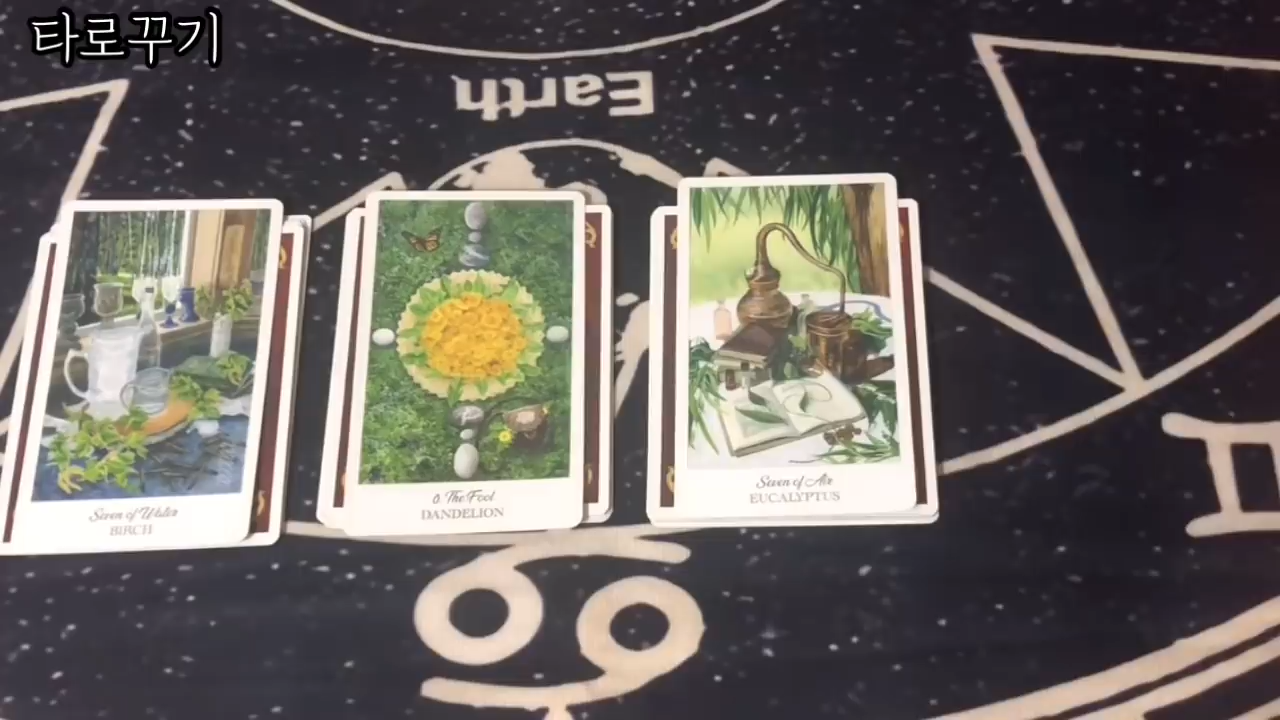 타로꾸기
Earth
Seven of Water
BIRCH
0 The Fool
DANDELION
Seven of Air
EUCALYPTUS